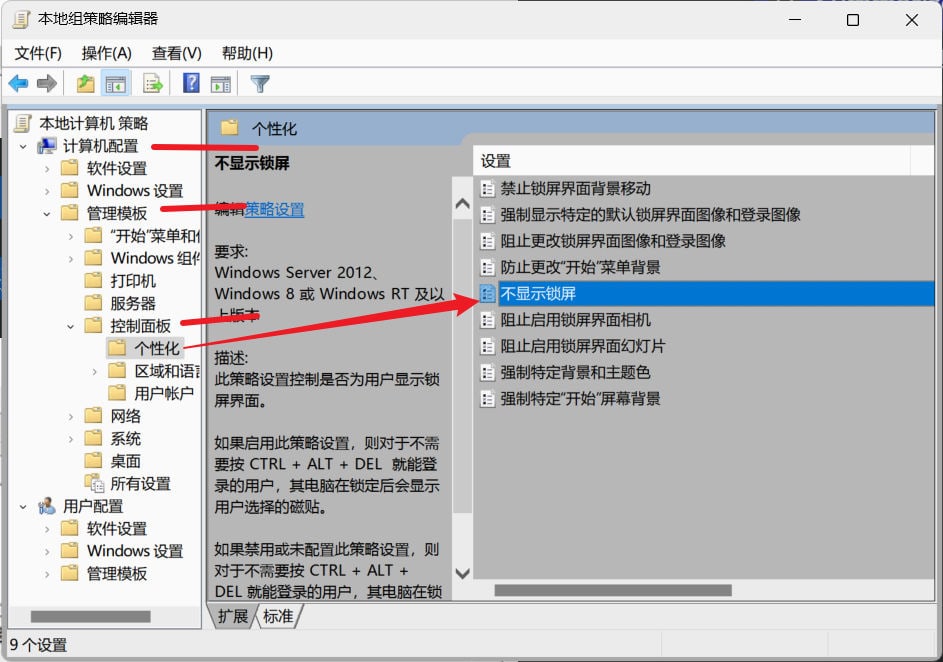 本地组策略编辑器
文件(F) 操作(A) 查看(V) 帮助(H)
本地计算机 策略
计算机配置
软件设置
Windows 设置
管理模板
“开始”菜单和
Windows 组件
打印机
服务器
控制面板
个性化
区域和语言
用户帐户
网络
系统
桌面
所有设置
用户配置
软件设置
Windows 设置
管理模板
个性化
不显示锁屏
编辑策略设置
要求:
Windows Server 2012、
Windows 8 或 Windows RT 及以
上版本
描述:
此策略设置控制是否为用户显示锁
屏界面。
如果启用此策略设置，则对于不需
要按 CTRL + ALT + DEL 就能登
录的用户，其电脑在锁定后会显示
用户选择的磁贴。
如果禁用或未配置此策略设置，则
对于不需要按 CTRL + ALT +
DEL 就能登录的用户，其电脑在锁
设置
禁止锁屏界面背景移动
强制显示特定的默认锁屏界面图像和登录图像
阻止更改锁屏界面图像和登录图像
防止更改“开始”菜单背景
不显示锁屏
阻止启用锁屏界面相机
阻止启用锁屏界面幻灯片
强制特定背景和主题色
强制特定“开始”屏幕背景
扩展 标准
9 个设置